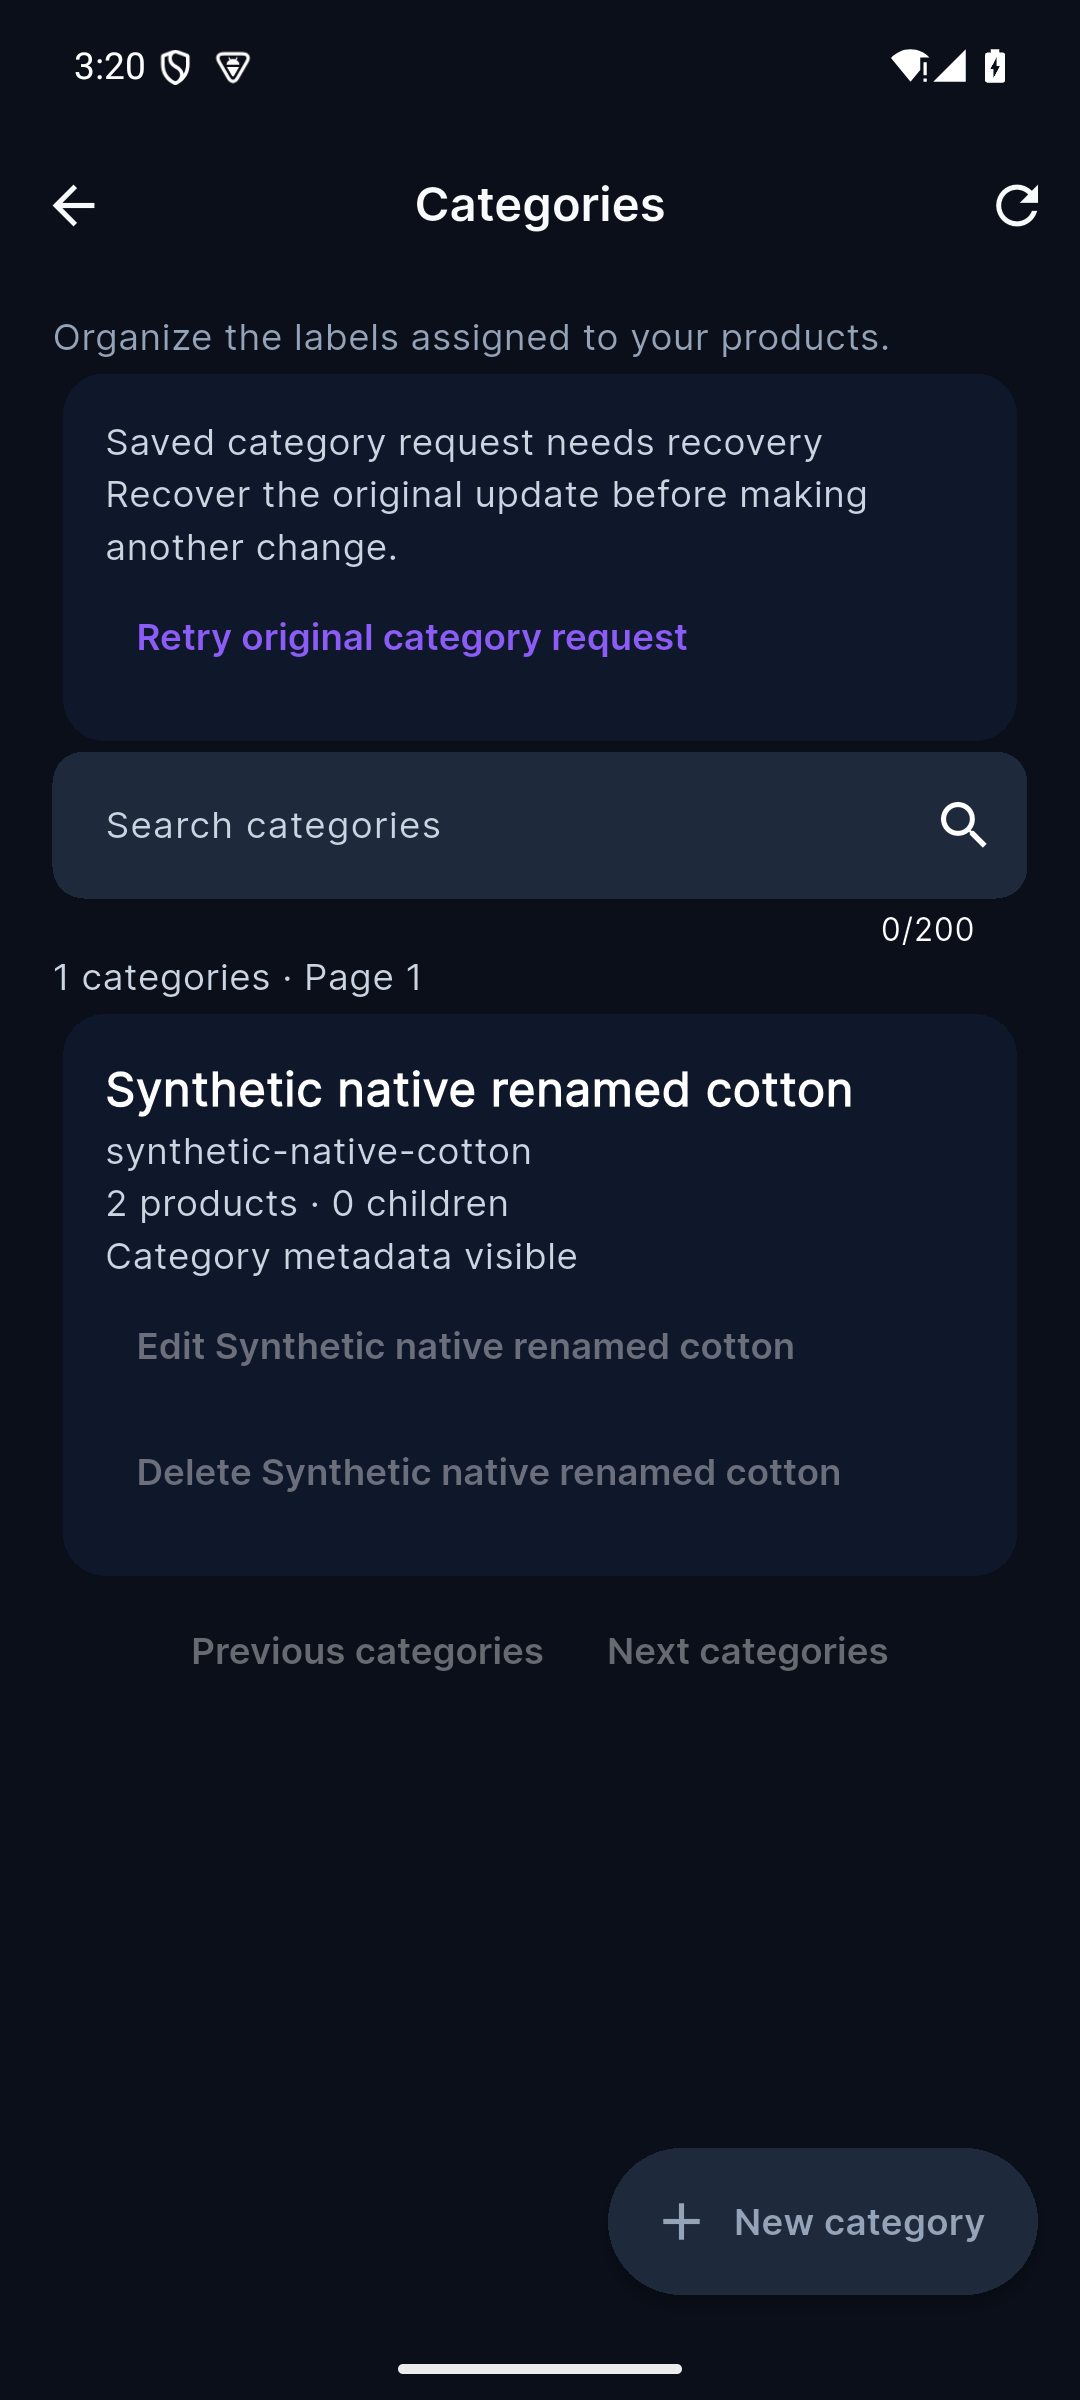 3:20
Categories
Organize the labels assigned to your products.
Saved category request needs recovery
Recover the original update before making
another change.
Retry original category request
Search categories
0/200
1 categories · Page 1
Synthetic native renamed cotton
synthetic-native-cotton
2 products · 0 children
Category metadata visible
Edit Synthetic native renamed cotton
Delete Synthetic native renamed cotton
Previous categories Next categories
New category